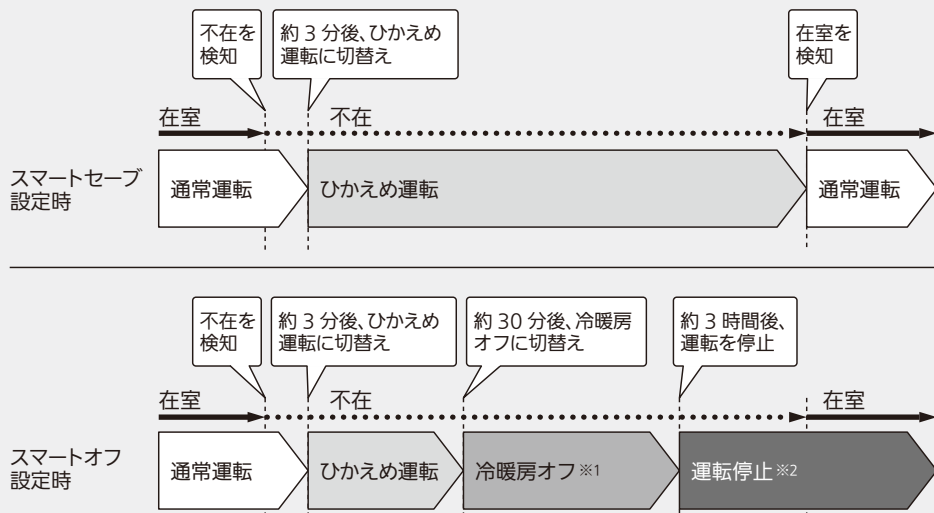 不在を
検知
約 3 分後、ひかえめ
運転に切替え
在室を
検知
在室
不在
在室
スマートセーブ
設定時
通常運転
ひかえめ運転
通常運転
不在を
検知
約 3 分後、ひかえめ
運転に切替え
約 30 分後、冷暖房
オフに切替え
約 3 時間後、
運転を停止
在室
不在
在室
スマートオフ
設定時
通常運転
ひかえめ運転
冷暖房オフ※1
運転停止※2